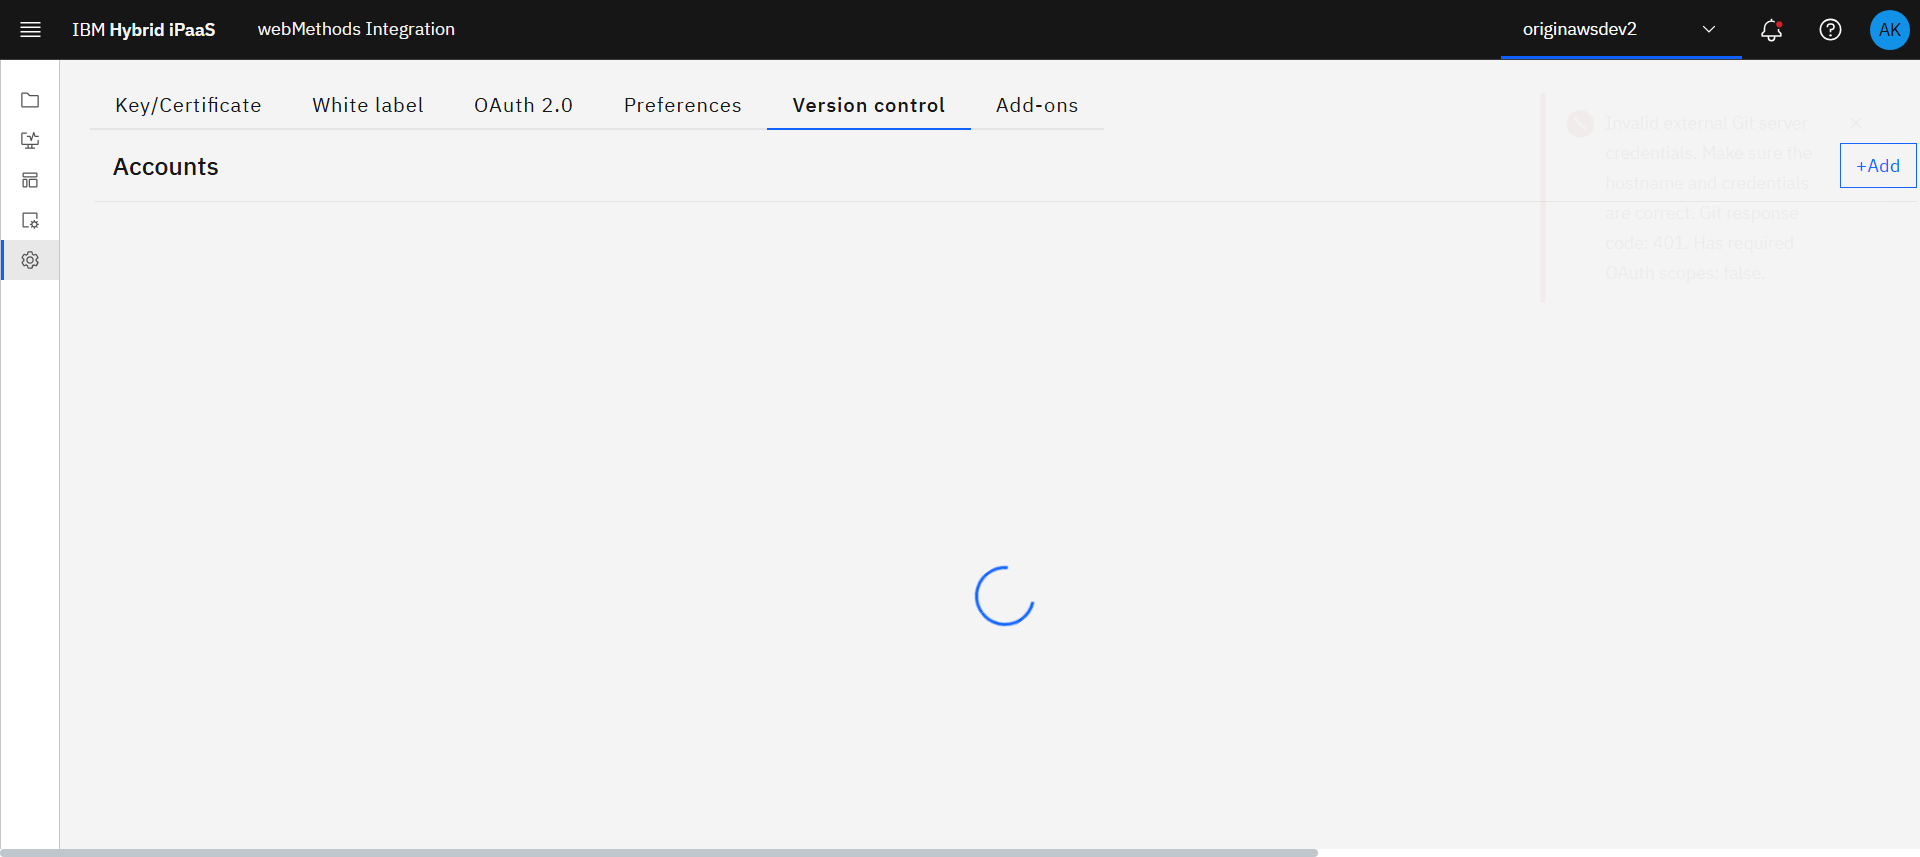 IBM Hybrid iPaaS
webMethods Integration
originawsdev2
AK
Key/Certificate
White label
OAuth 2.0
Preferences
Version control
Add-ons
Accounts
+Add
Invalid external Git server
credentials. Make sure the
hostname and credentials
are correct. Git response
code: 401. Has required
OAuth scopes: false.